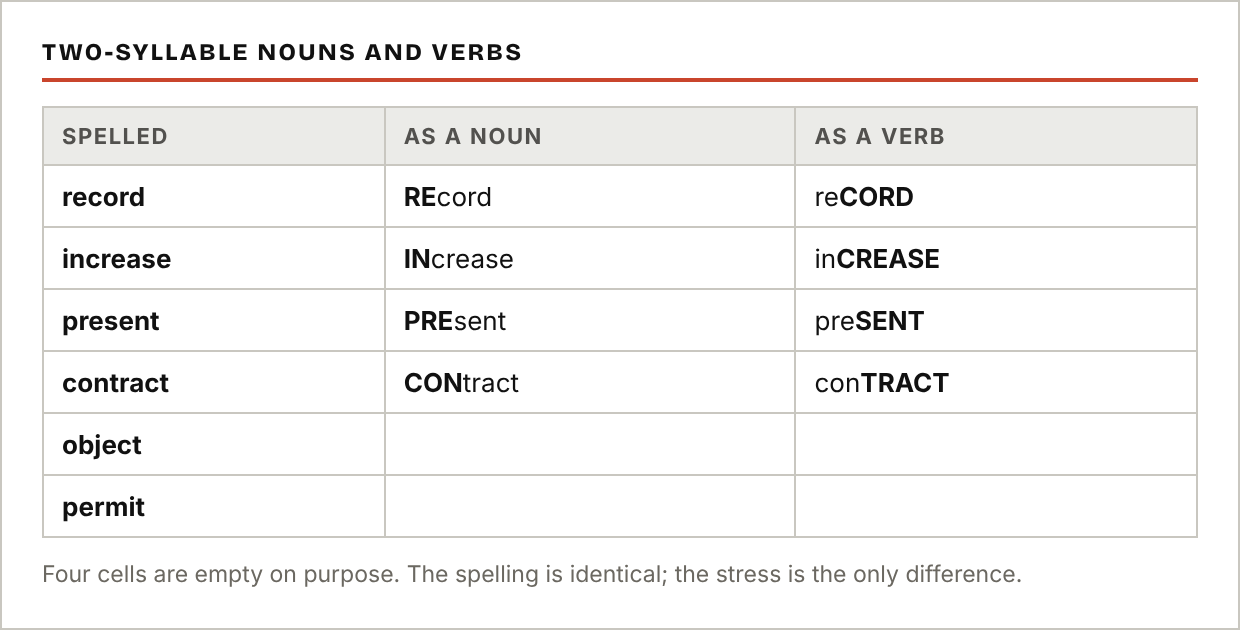 TWO-SYLLABLE NOUNS AND VERBS
SPELLED AS A NOUN AS A VERB
record REcord reCORD
increase INcrease inCREASE
present PREsent preSENT
contract CONtract conTRACT
object
permit
Four cells are empty on purpose. The spelling is identical; the stress is the only difference.